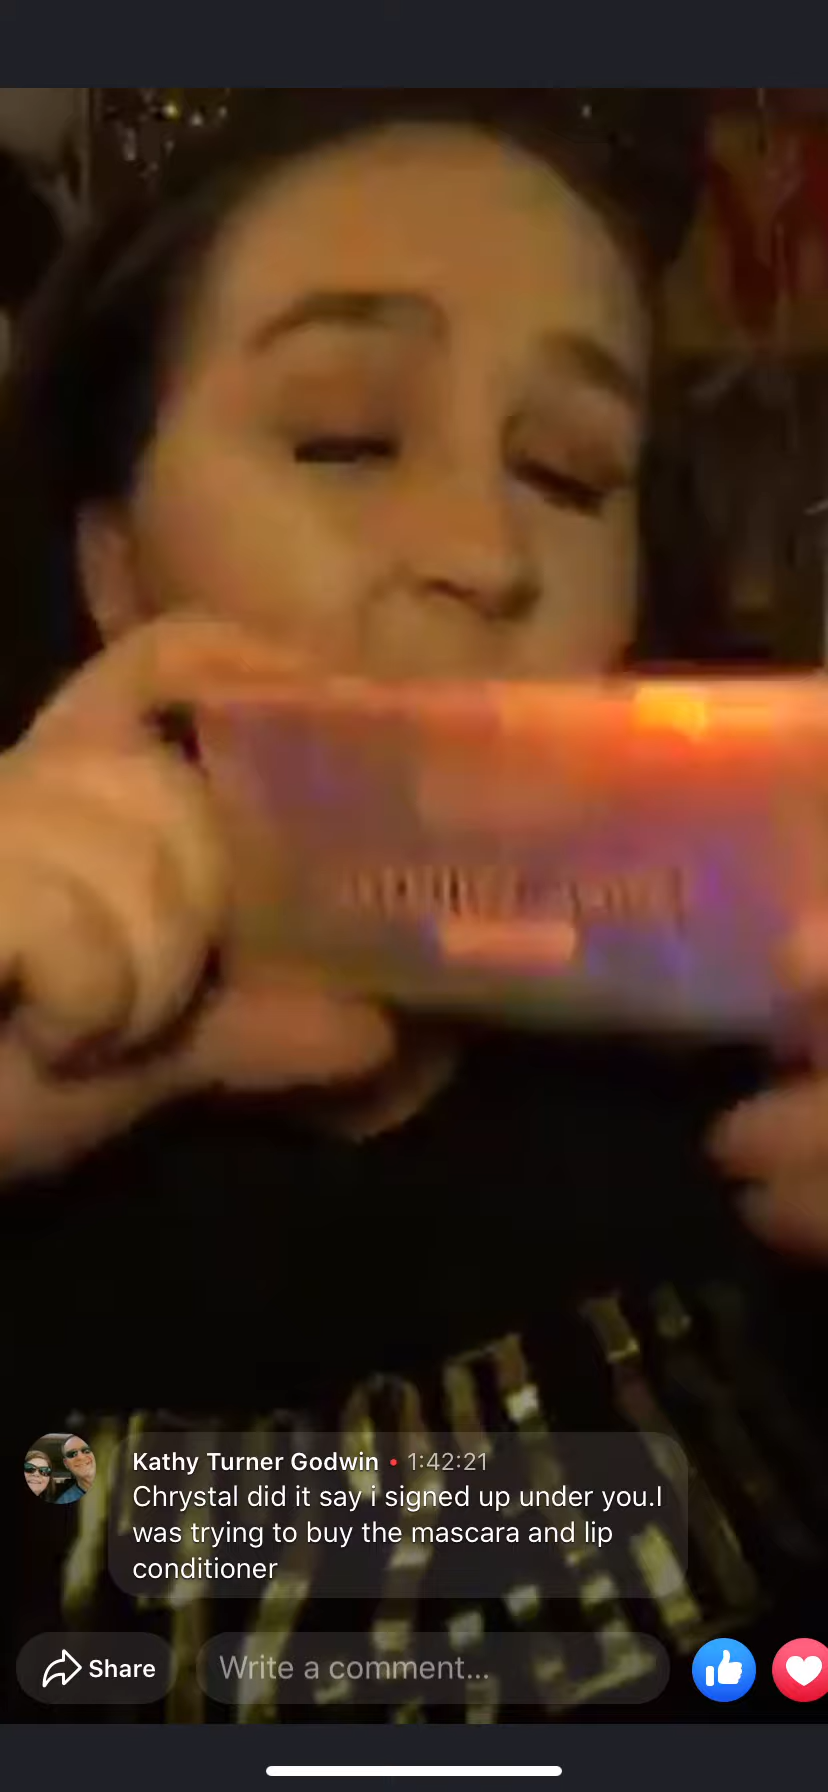 Kathy Turner Godwin • 1:42:21
Chrystal did it say i signed up under you.I
was trying to buy the mascara and lip
conditioner
Share
Write a comment...